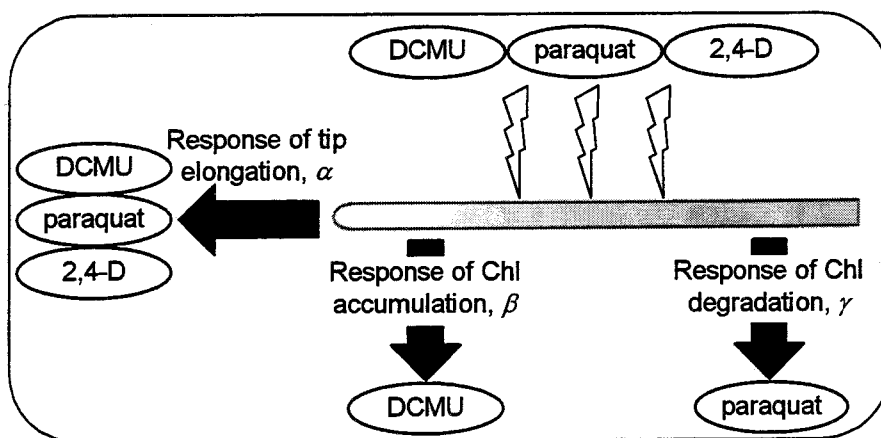 DCMU paraquat 2,4-D
Response of tip
elongation, α
DCMU
paraquat
2,4-D
Response of Chl
accumulation, β
Response of Chl
degradation, γ
DCMU
paraquat